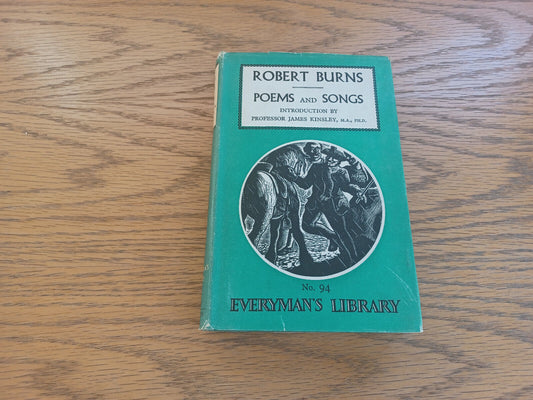 ROBERT BURNS
POEMS AND SONGS
INTRODUCTION BY
PROFESSOR JAMES KINSLEY, M.A., PH.D.
No. 94
EVERYMAN'S LIBRARY